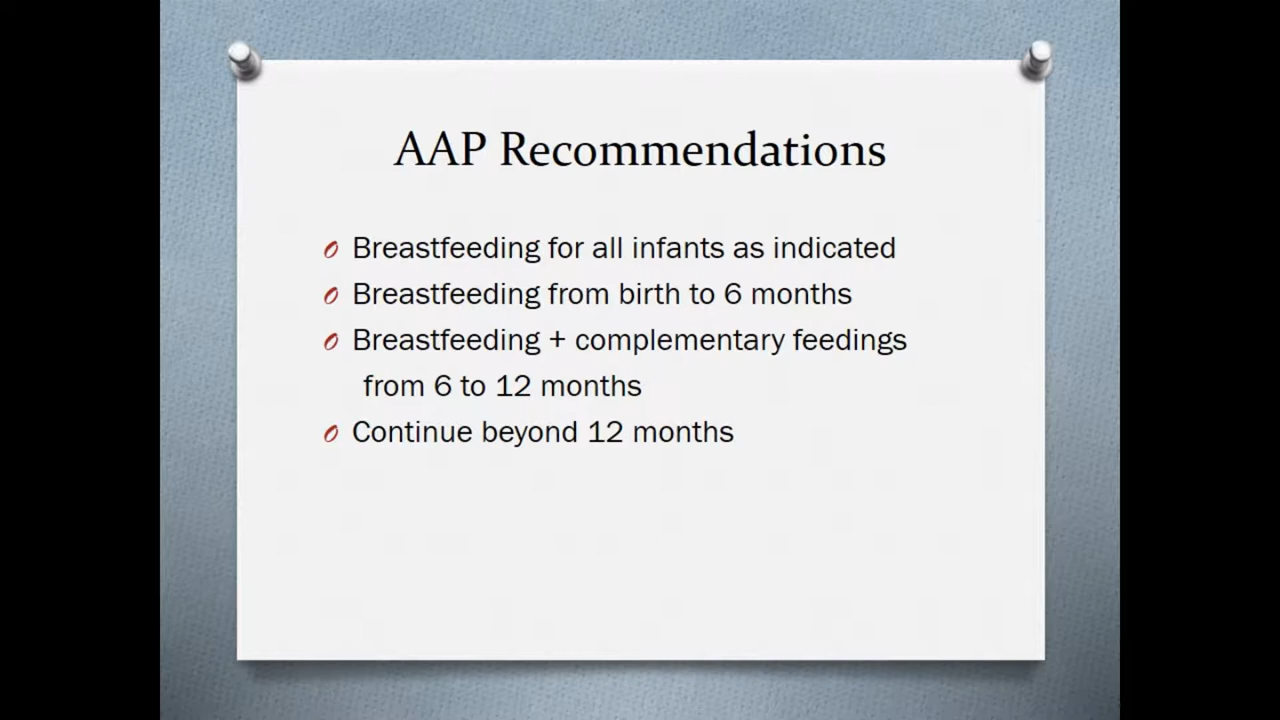 AAP Recommendations
Breastfeeding for all infants as indicated
Breastfeeding from birth to 6 months
Breastfeeding + complementary feedings
from 6 to 12 months
Continue beyond 12 months